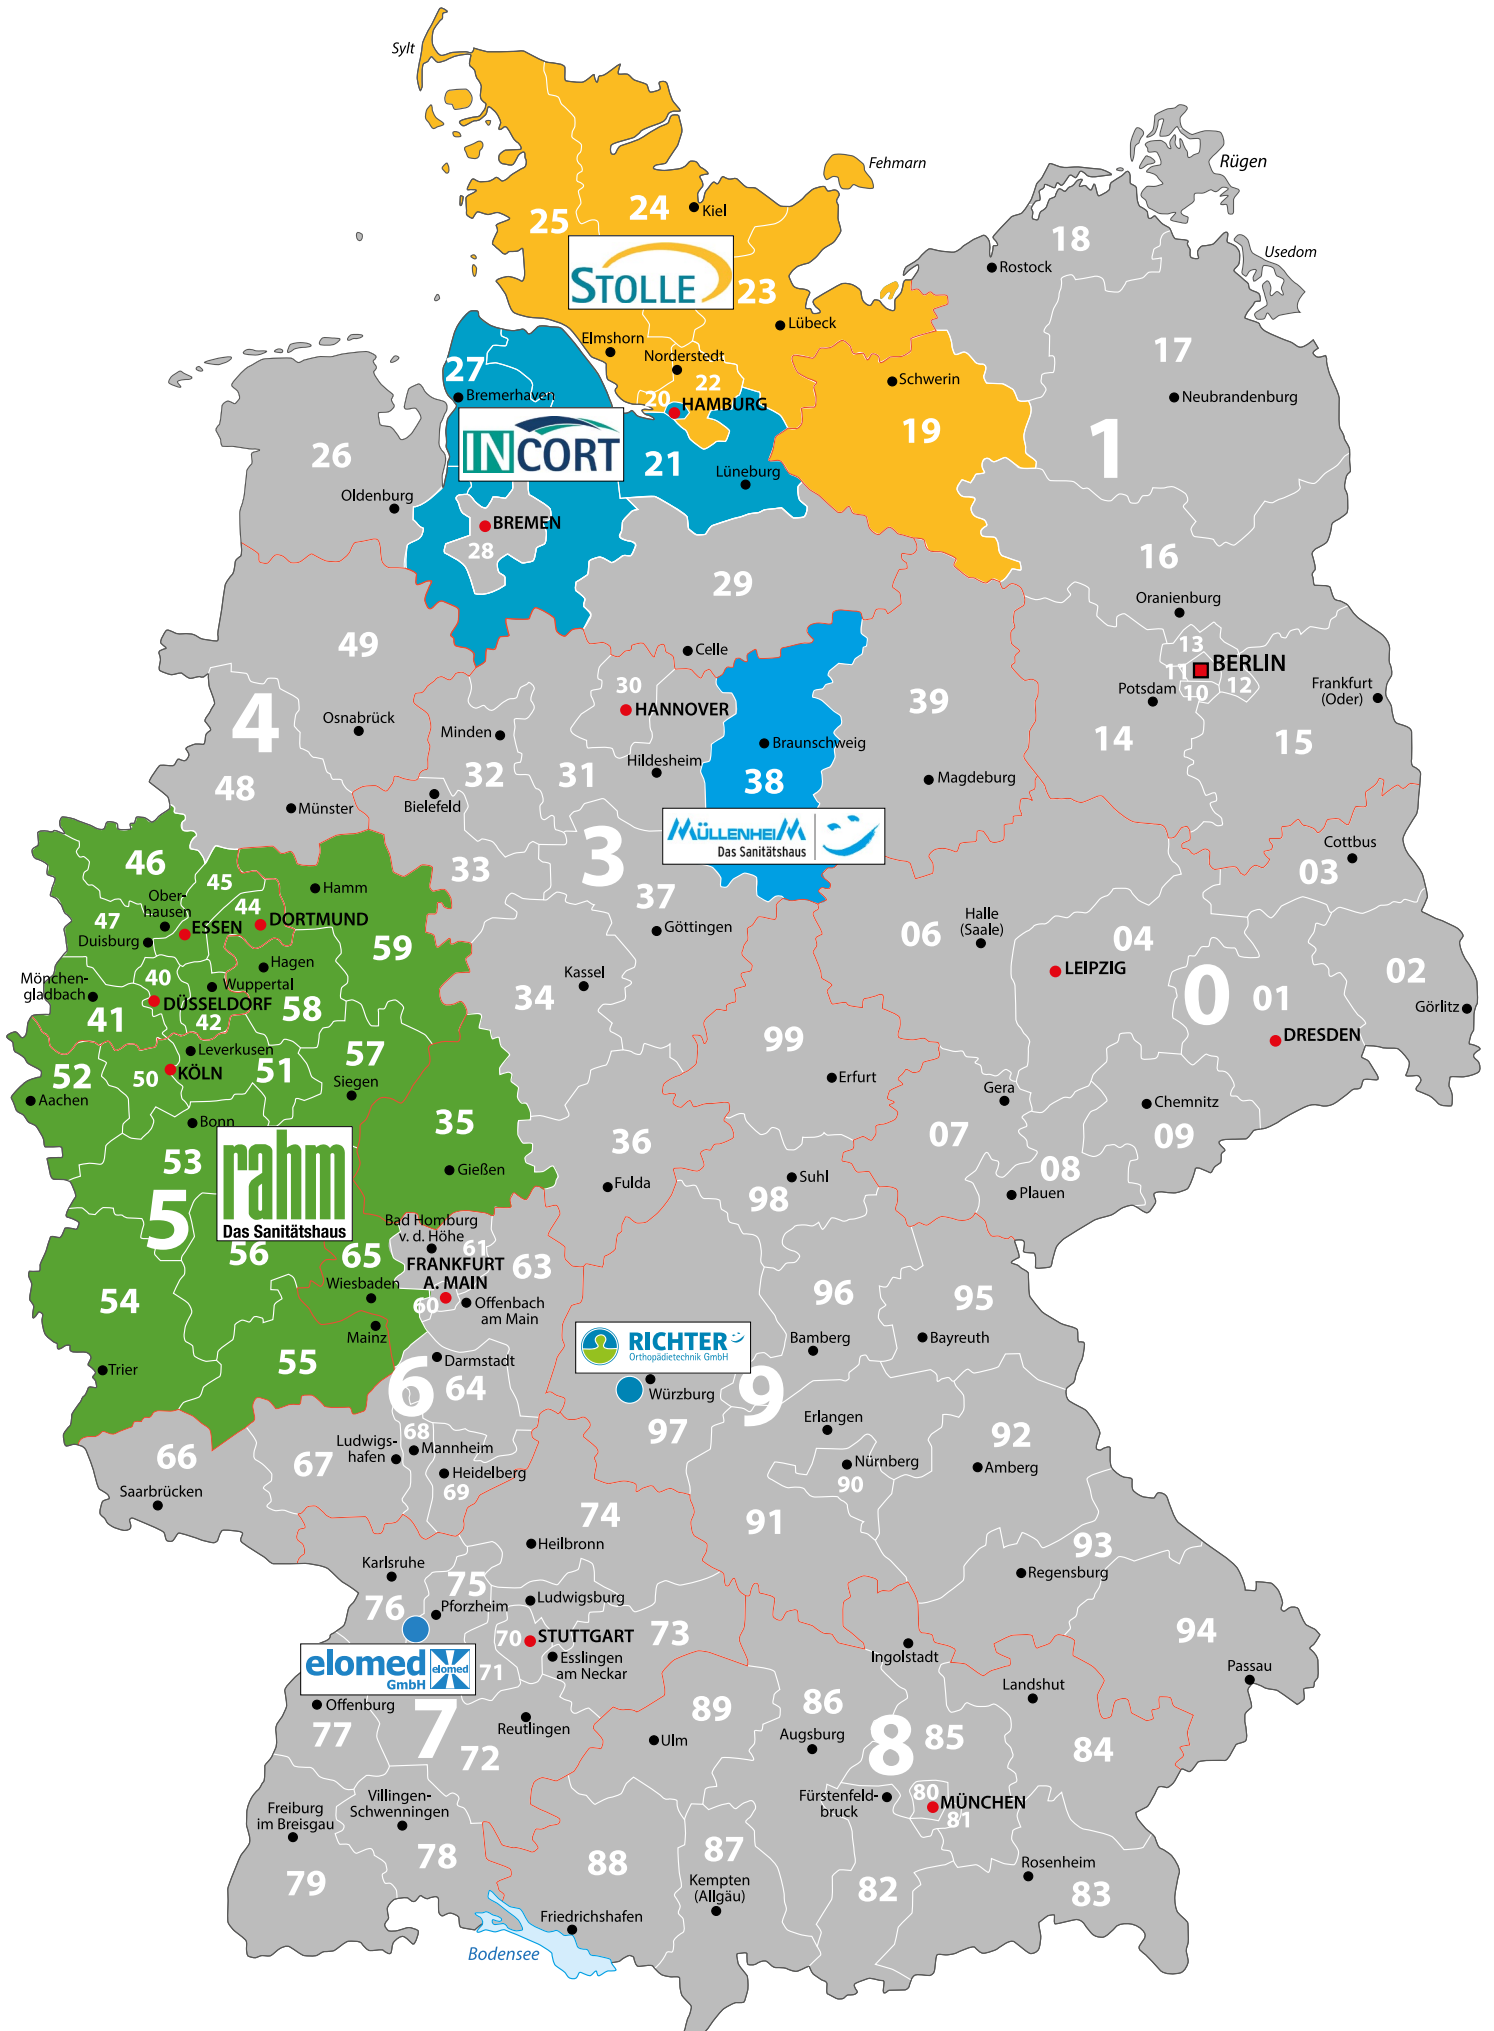 Sylt
Fehmarn
Rügen
24
25
Kiel
18
Rostock
Usedom
STOLLE
23
Lübeck
Elmshorn
Norderstedt
17
27
Schwerin
22
20
HAMBURG
Bremerhaven
Neubrandenburg
19
1
INCORT
26
21
Lüneburg
Oldenburg
BREMEN
28
16
29
Oranienburg
13
49
Celle
BERLIN
11
30
10
12
Potsdam
Frankfurt
(Oder)
39
4
HANNOVER
Osnabrück
Minden
Braunschweig
14
15
Hildesheim
32
31
38
48
Magdeburg
Bielefeld
Münster
MÜLLENHEIM
Das Sanitätshaus
Cottbus
3
46
33
03
45
Hamm
37
Ober-
hausen
44
47
DORTMUND
ESSEN
Halle
(Saale)
06
04
Göttingen
Duisburg
59
Hagen
LEIPZIG
02
Mönchen-
gladbach
40
Wuppertal
Kassel
0
01
DÜSSELDORF
58
34
Görlitz
41
42
99
DRESDEN
Leverkusen
57
52
50
KÖLN
51
Siegen
Erfurt
Gera
Aachen
Chemnitz
Bonn
35
07
09
36
53
rahm
Das Sanitätshaus
Gießen
08
Suhl
Fulda
Plauen
98
5
Bad Homburg
v. d. Höhe
56
65
61
63
FRANKFURT
A. MAIN
Wiesbaden
96
95
54
60
Offenbach
am Main
Mainz
RICHTER
Orthopädietechnik GmbH
Bamberg
Bayreuth
55
Darmstadt
Trier
6
64
Würzburg
9
Erlangen
68
97
92
Ludwigs-
hafen
Mannheim
66
67
Nürnberg
Amberg
Heidelberg
90
69
Saarbrücken
74
91
Heilbronn
93
Karlsruhe
Regensburg
75
Ludwigsburg
76
Pforzheim
70
STUTTGART
73
94
Ingolstadt
elomed
GmbH
elomed
Esslingen
am Neckar
71
Passau
Landshut
Offenburg
89
86
77
7
Reutlingen
Augsburg
8
85
Ulm
72
84
Villingen-
Schwenningen
Fürstenfeld-
bruck
80
MÜNCHEN
Freiburg
im Breisgau
81
87
78
88
Rosenheim
79
Kempten
(Allgäu)
82
83
Friedrichshafen
Bodensee